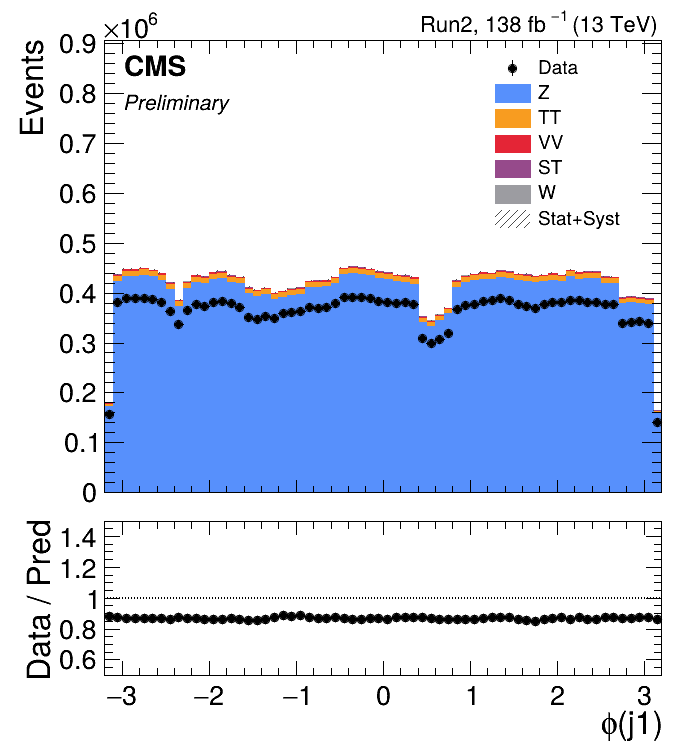 ×10⁶
Run2, 138 fb⁻¹ (13 TeV)
Events
CMS
Preliminary
Data
Z
TT
VV
ST
W
Stat+Syst
0.9
0.8
0.7
0.6
0.5
0.4
0.3
0.2
0.1
0
Data / Pred
1.4
1.2
1
0.8
0.6
−3 −2 −1 0 1 2 3
ϕ(j1)